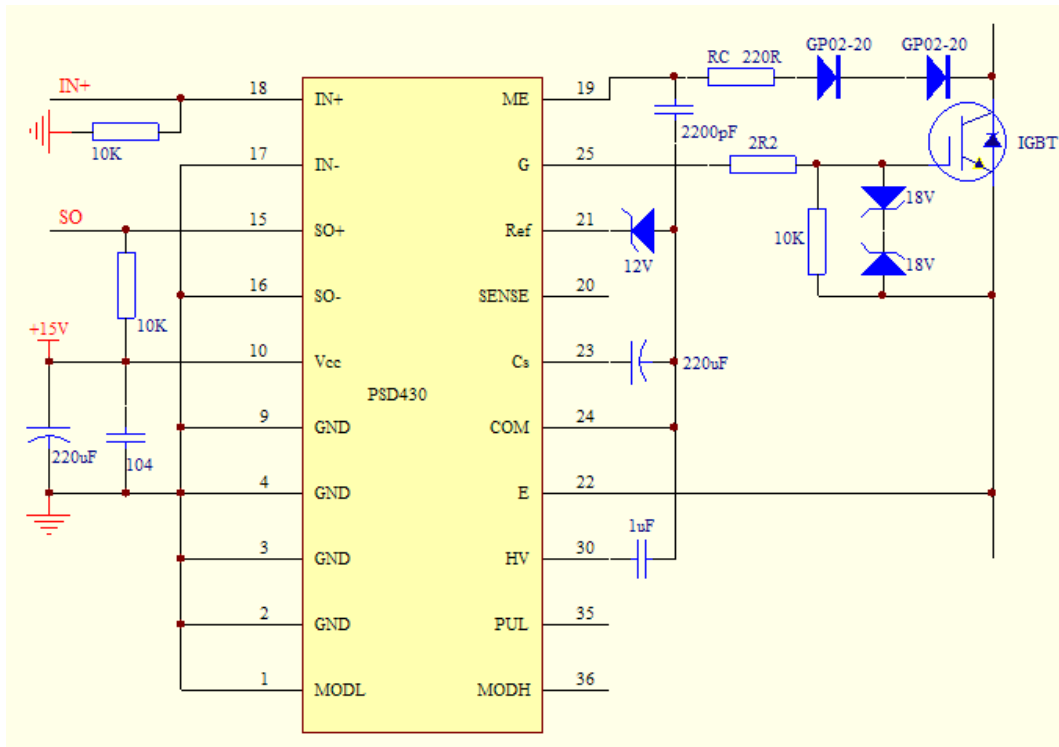 GP02-20 GP02-20
RC 220R
IN+ 18 IN+ ME 19
2200pF
10K
2R2 IGBT
17 IN- G 25
18V
SO 15 SO+ Ref 21
10K
12V 18V
16 SO- SENSE 20
10K
+15V
10 Vcc Cs 23 220uF
PSD430
9 GND COM 24
220uF 104
4 GND E 22
1uF
3 GND HV 30
2 GND PUL 35
1 MODL MODH 36